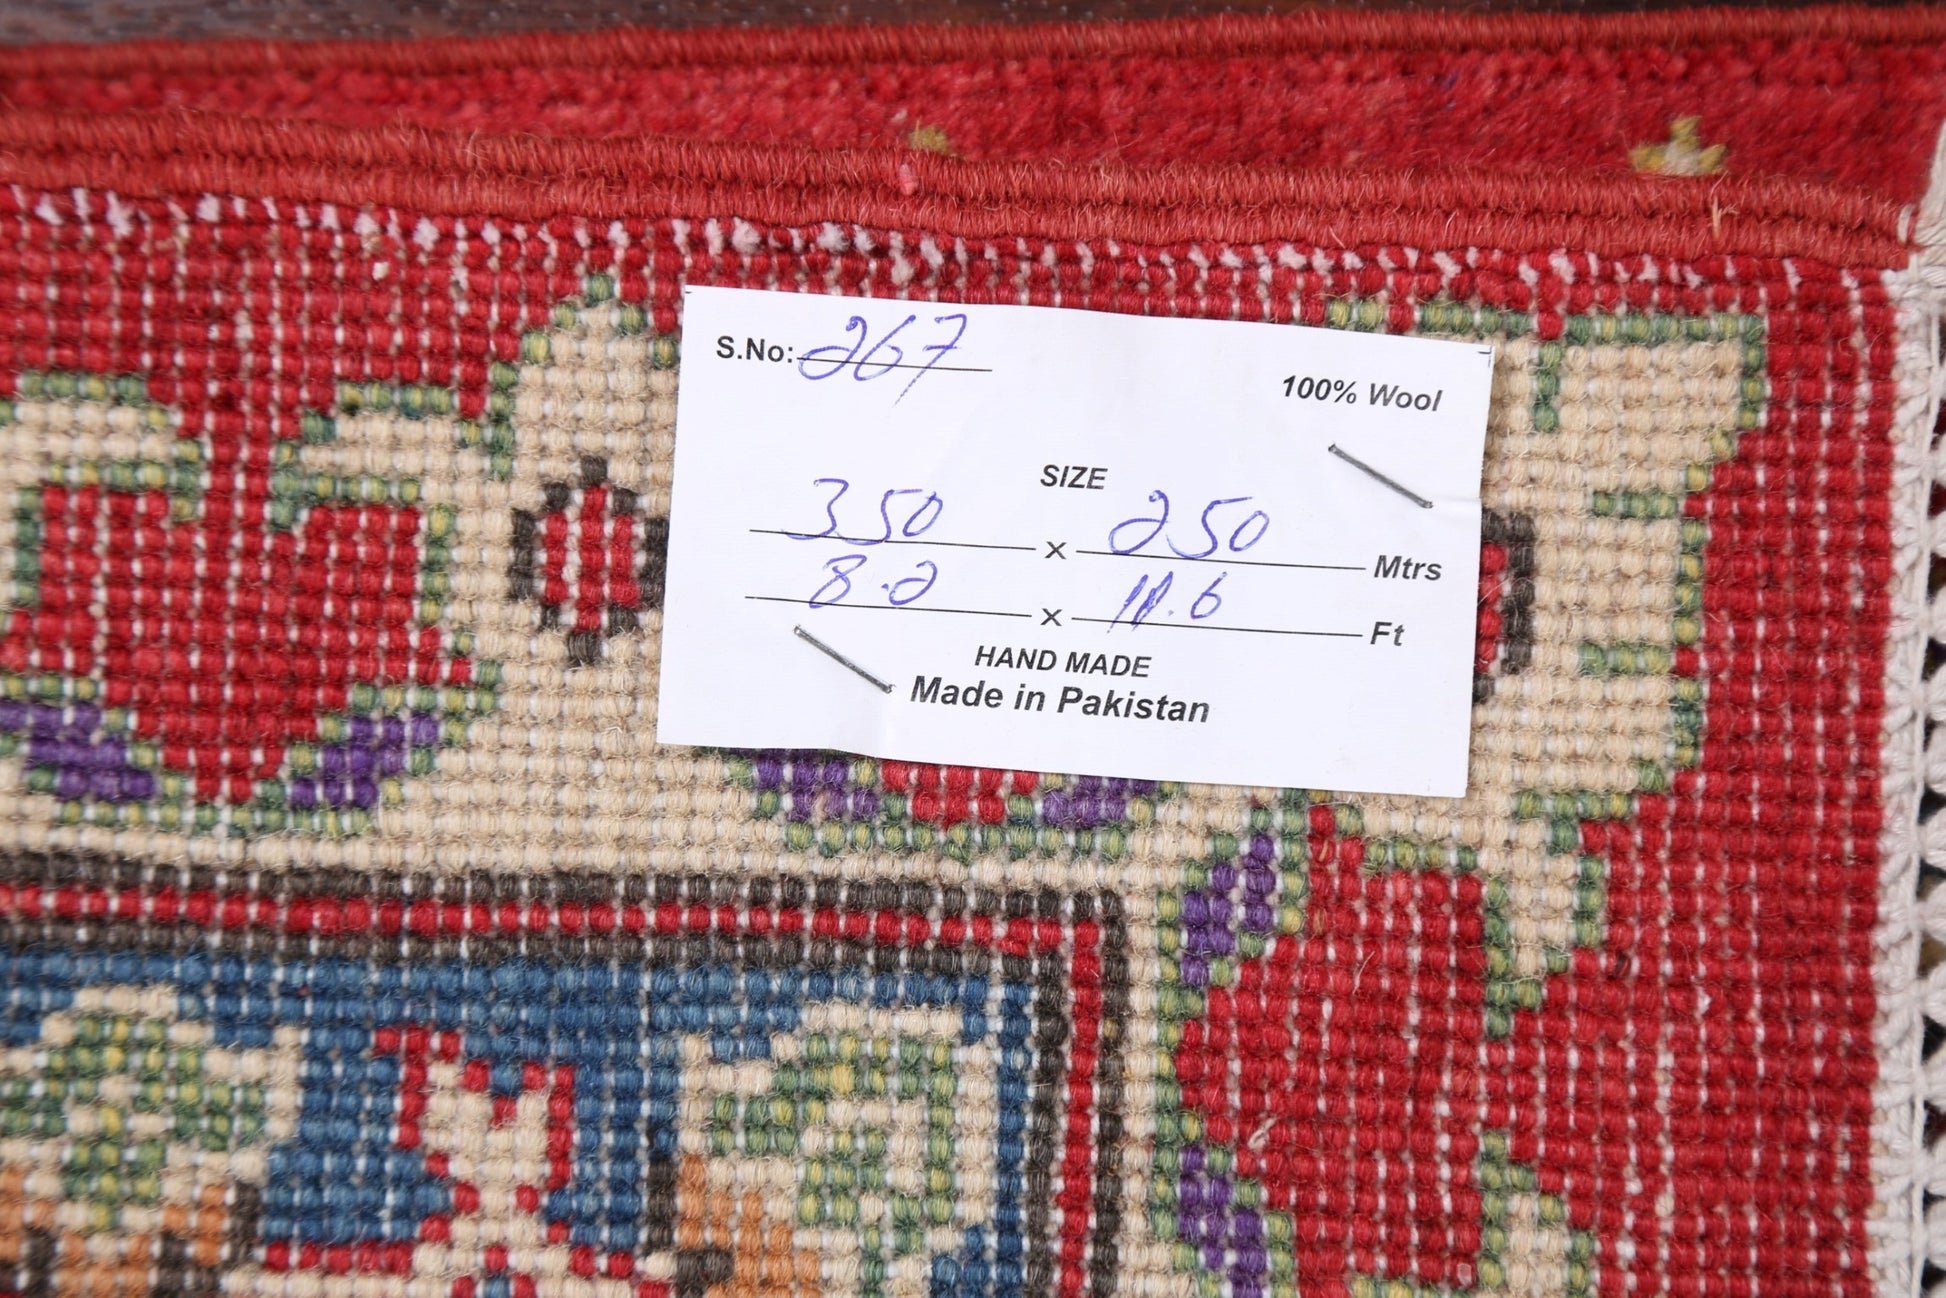 S.No: 267
100% Wool
SIZE
350 x 250 Mtrs
8.2 x 11.6 Ft
HAND MADE
Made in Pakistan